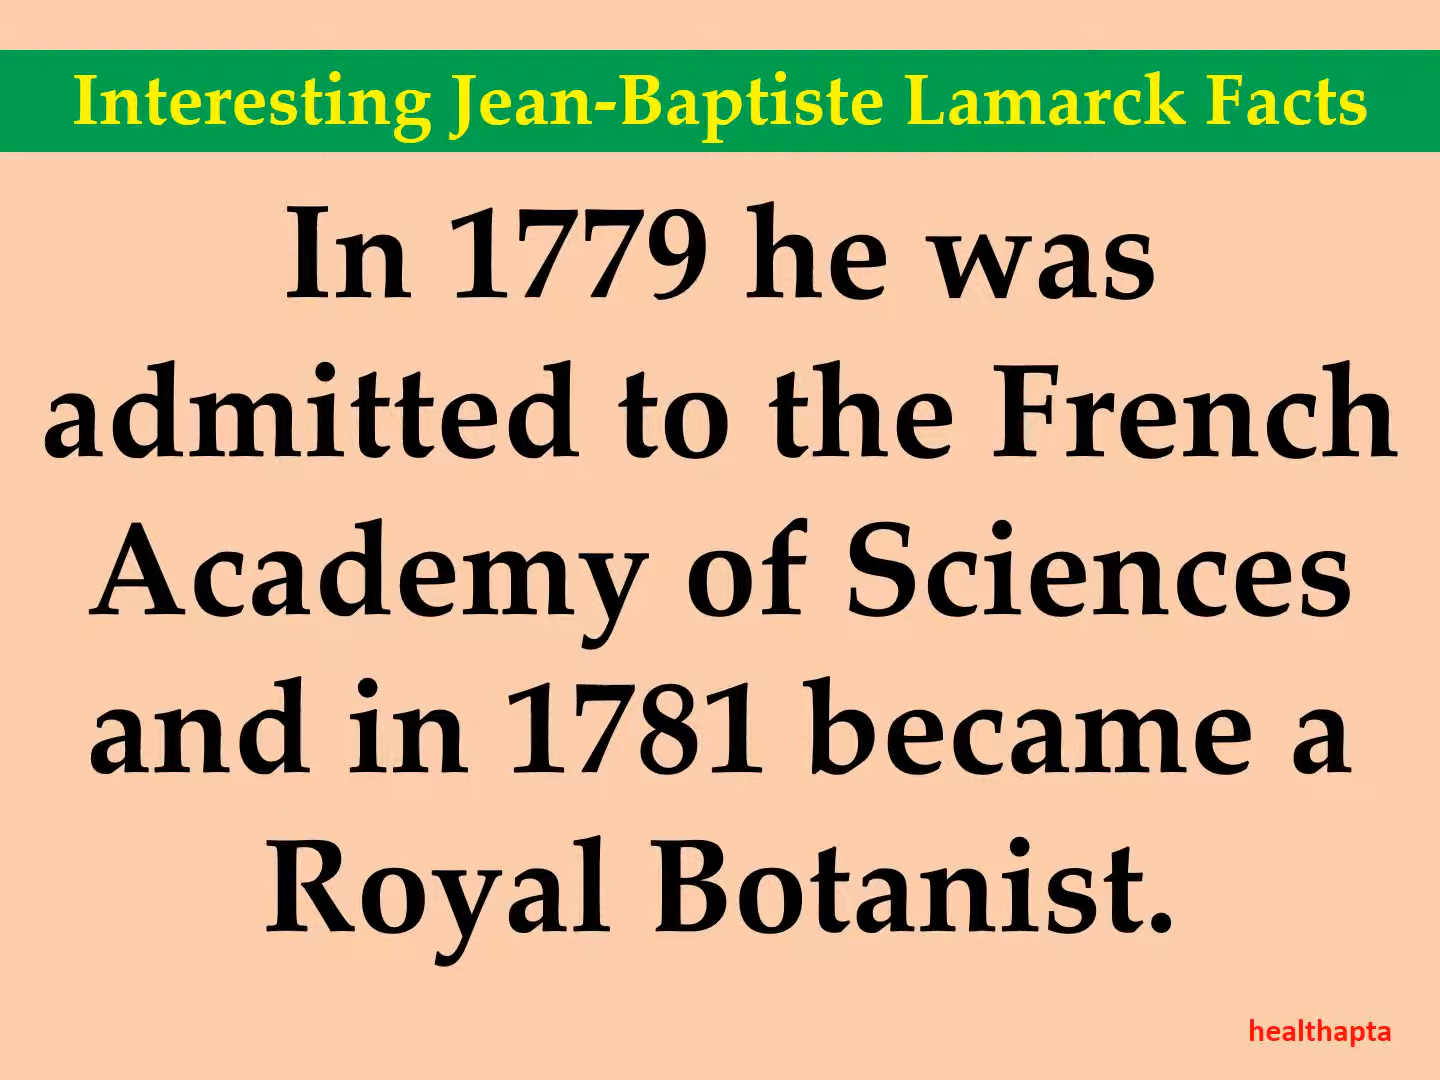 Interesting Jean-Baptiste Lamarck Facts
In 1779 he was
admitted to the French
Academy of Sciences
and in 1781 became a
Royal Botanist.
healthapta